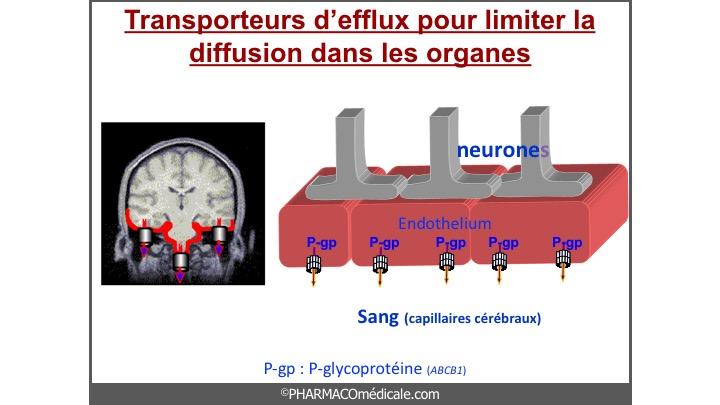 Transporteurs d’efflux pour limiter la
diffusion dans les organes
neurones
Endothelium
P-gp P-gp P-gp P-gp P-gp
Sang (capillaires cérébraux)
P-gp : P-glycoprotéine (ABCB1)
©PHARMACOmédicale.com